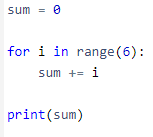 sum = 0
for i in range(6):
    sum += i
print(sum)